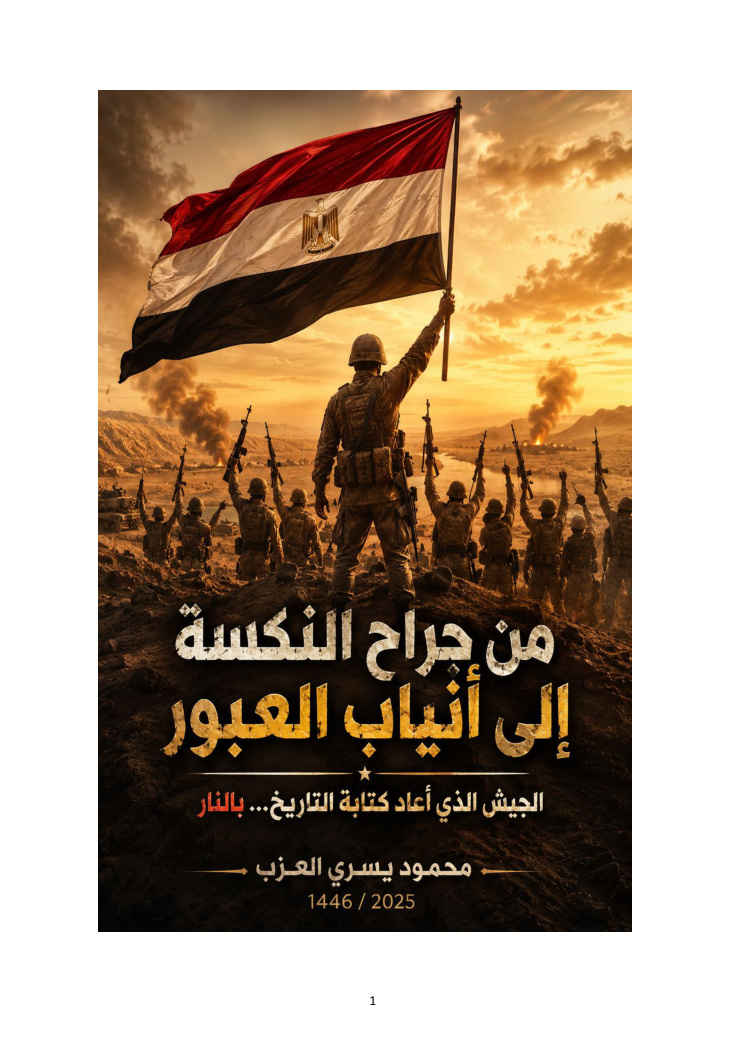 من جراح النكسة
إلى أنياب العبور
الجيش الذي أعاد كتابة التاريخ... بالنار
محمود يسري العزب
1446 / 2025
1